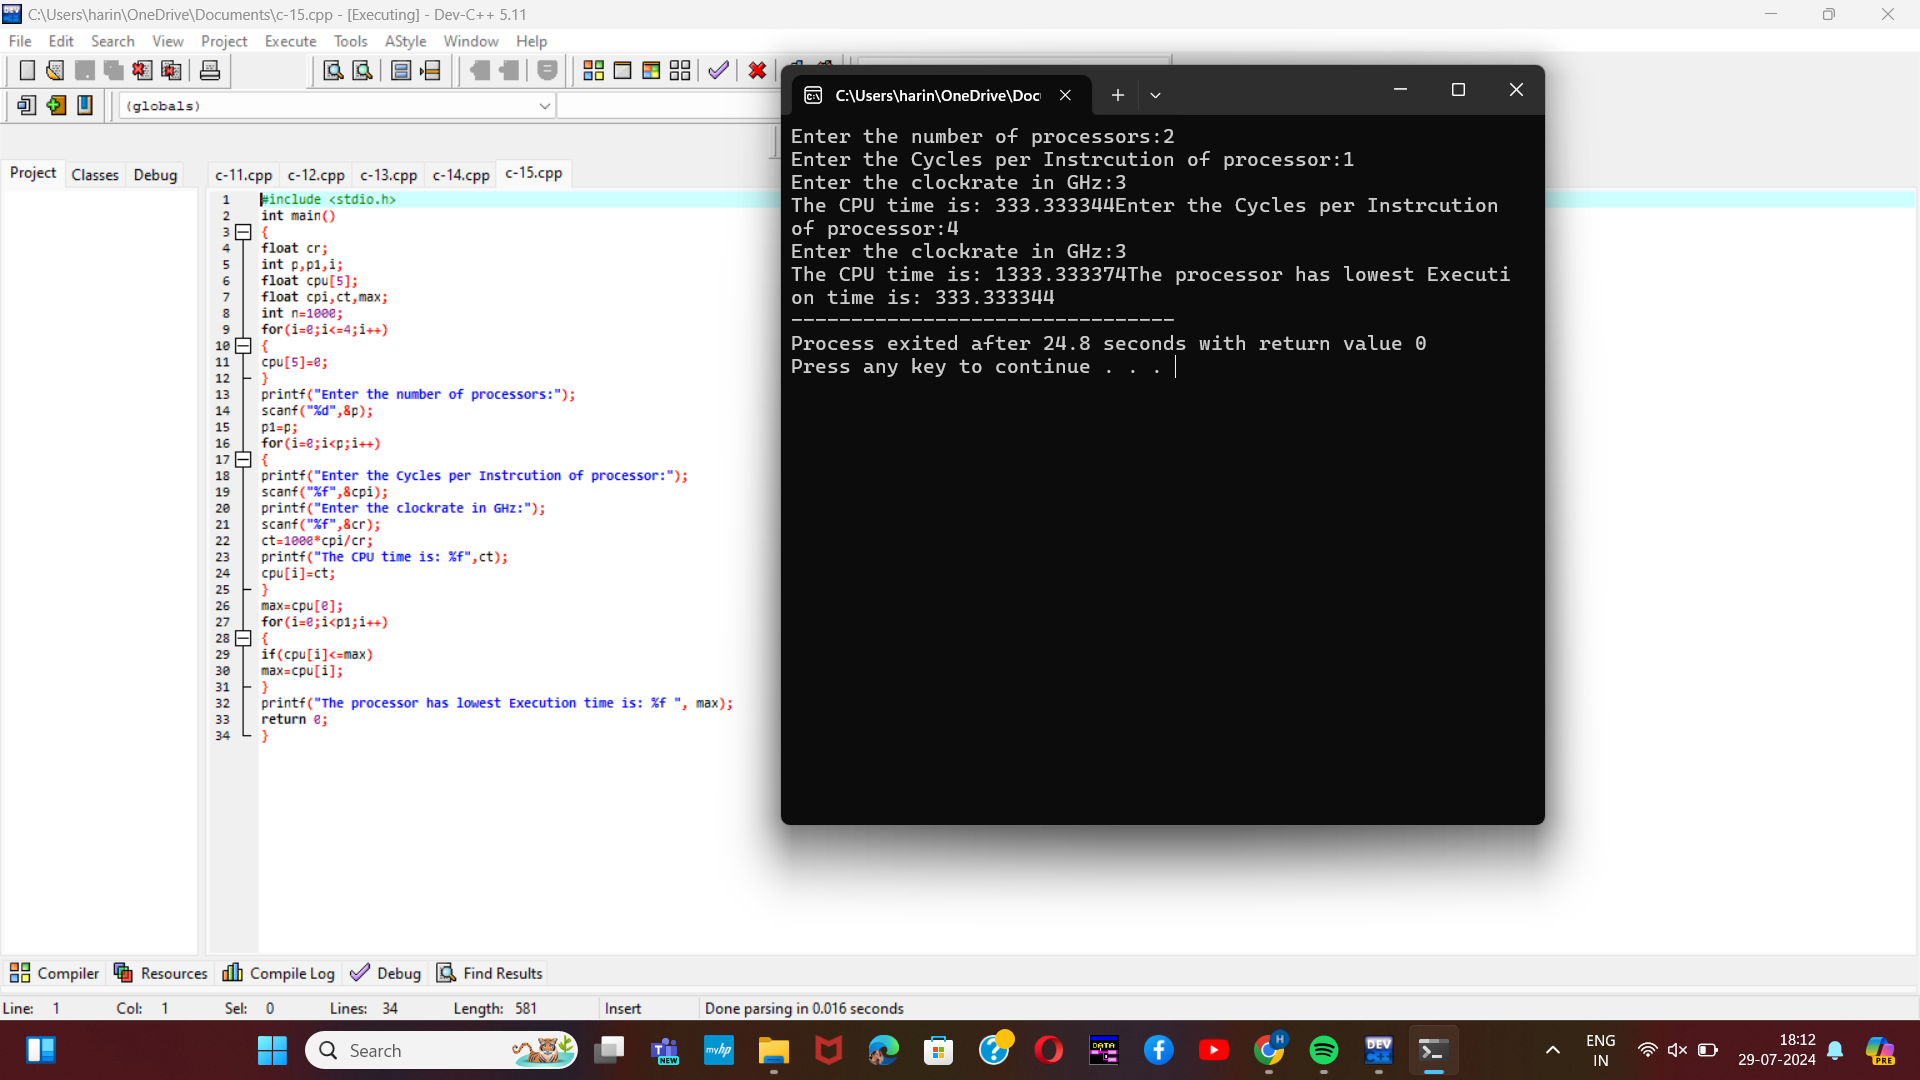 C:\Users\harin\OneDrive\Documents\c-15.cpp - [Executing] - Dev-C++ 5.11
File Edit Search View Project Execute Tools AStyle Window Help
(globals)
Project Classes Debug
c-11.cpp c-12.cpp c-13.cpp c-14.cpp c-15.cpp
1 #include <stdio.h>
2 int main()
3 {
4 float cr;
5 int p,p1,i;
6 float cpu[5];
7 float cpi,ct,max;
8 int n=1000;
9 for(i=0;i<=4;i++)
10 {
11 cpu[5]=0;
12 }
13 printf("Enter the number of processors:");
14 scanf("%d",&p);
15 p1=p;
16 for(i=0;i<p;i++)
17 {
18 printf("Enter the Cycles per Instrcution of processor:");
19 scanf("%f",&cpi);
20 printf("Enter the clockrate in GHz:");
21 scanf("%f",&cr);
22 ct=1000*cpi/cr;
23 printf("The CPU time is: %f",ct);
24 cpu[i]=ct;
25 }
26 max=cpu[0];
27 for(i=0;i<p1;i++)
28 {
29 if(cpu[i]<=max)
30 max=cpu[i];
31 }
32 printf("The processor has lowest Execution time is: %f ", max);
33 return 0;
34 }
C:\Users\harin\OneDrive\Doc
Enter the number of processors:2
Enter the Cycles per Instrcution of processor:1
Enter the clockrate in GHz:3
The CPU time is: 333.333344Enter the Cycles per Instrcution
of processor:4
Enter the clockrate in GHz:3
The CPU time is: 1333.333374The processor has lowest Executi
on time is: 333.333344
--------------------------------
Process exited after 24.8 seconds with return value 0
Press any key to continue . . .
Compiler Resources Compile Log Debug Find Results
Line: 1 Col: 1 Sel: 0 Lines: 34 Length: 581 Insert Done parsing in 0.016 seconds
Search
NEW
myhp
DATA
DEV
H
ENG
IN
18:12
29-07-2024
PRE